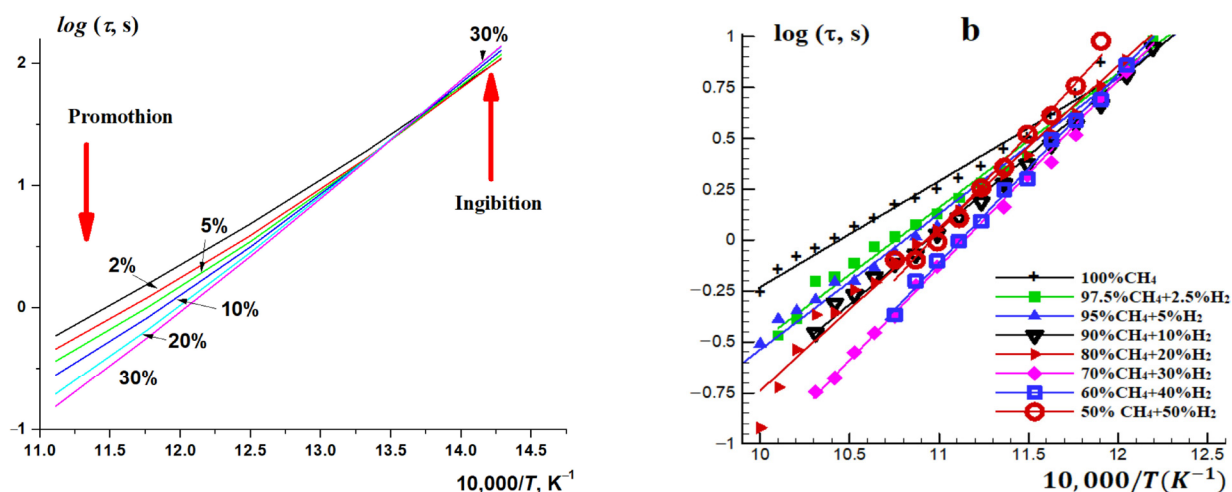 log (τ, s)
30%
2
Promothion
Ingibition
1
5%
2%
0
10%
20%
30%
−1
11.0 11.5 12.0 12.5 13.0 13.5 14.0 14.5
10,000/T, K⁻¹
log (τ, s) b
1
0.75
0.5
0.25
0
−0.25
−0.5
−0.75
−1
100%CH₄
97.5%CH₄+2.5%H₂
95%CH₄+5%H₂
90%CH₄+10%H₂
80%CH₄+20%H₂
70%CH₄+30%H₂
60%CH₄+40%H₂
50% CH₄+50%H₂
10 10.5 11 11.5 12 12.5
10,000/T(K⁻¹)